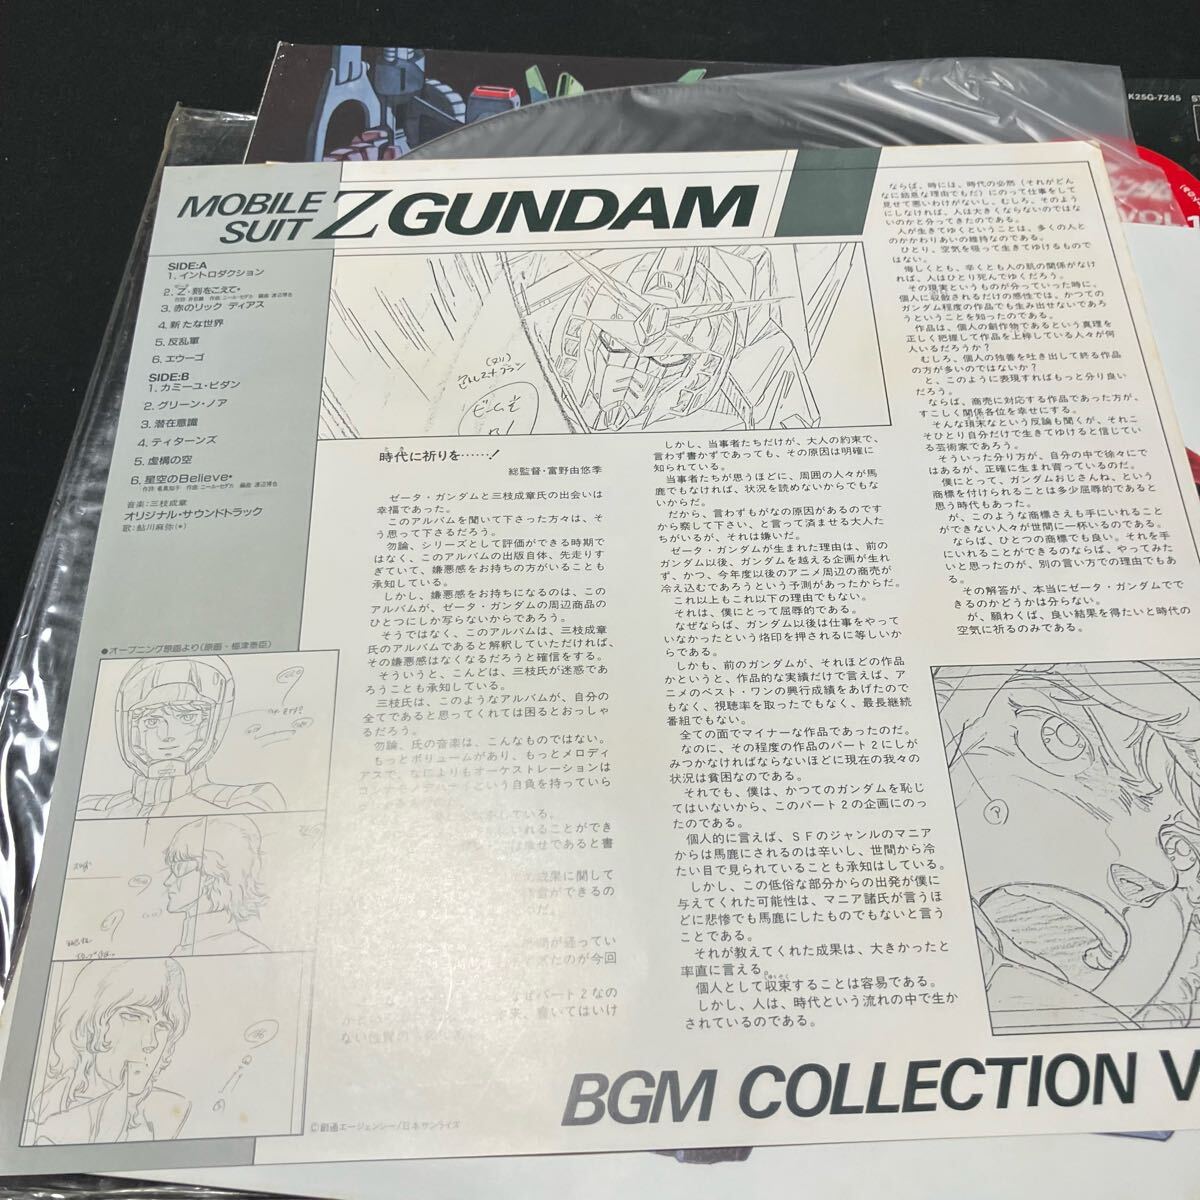 K25G-7245
MOBILE
SUIT
Z GUNDAM
SIDE:A
1. イントロダクション
2. Z・刻をこえて*
3. 赤のリック ディアス
4. 新たな世界
5. 反乱軍
6. エゥーゴ
SIDE:B
1. カミーユ・ビダン
2. グリーン・ノア
3. 潜在意識
4. ティターンズ
5. 虚構の空
6. 星空のBelieve*
音楽:三枝成章
オリジナル・サウンドトラック
歌:鮎川麻弥(*)
時代に祈りを……!
総監督・富野由悠季
ゼータ・ガンダムと三枝成章氏の出会いは
幸福であった。
このアルバムを聞いて下さった方々は、そ
う思って下さるだろう。
勿論、シリーズとして評価ができる時期で
はなく、このアルバムの出版自体、先走りす
ぎていて、嫌悪感をお持ちの方がいることも
承知している。
しかし、嫌悪感をお持ちになるのは、この
アルバムが、ゼータ・ガンダムの周辺商品の
ひとつにしか写らないからであろう。
そうではなく、このアルバムは、三枝成章
氏のアルバムであると解釈していただければ、
その嫌悪感はなくなるだろうと確信をする。
そういうと、こんどは、三枝氏が迷惑であ
ろうことも承知している。
三枝氏は、このようなアルバムが、自分の
全てであると思ってくれては困るとおっしゃ
るだろう。
勿論、氏の音楽は、こんなものではない。
もっとボリュームがあり、もっとメロディ
アスで、なによりもオーケストレーションは
という自負を持っていら
している。
れることができ
は幸せであると書
成果に関して
ができるの
だ。
が経ってい
のが今回
ぜパート2なの
来、書いてはいけ
しかし、当事者たちだけが、大人の約束で、
言わず書かずであっても、その原因は明確に
知られている。
当事者たちが思うほどに、周囲の人々が馬
鹿でもなければ、状況を読めないからでもな
いからだ。
だから、言わずもがなの原因があるのです
から察して下さい、と言って済ませる大人た
ちがいるが、それは嫌いだ。
ゼータ・ガンダムが生まれた理由は、前の
ガンダム以後、ガンダムを越える企画が生れ
ず、かつ、今年度以後のアニメ周辺の商売が
冷え込むであろうという予測があったからだ。
これ以上もこれ以下の理由でもない。
それは、僕にとって屈辱的である。
なぜならば、ガンダム以後は仕事をやって
いなかったという烙印を押されるに等しいか
らである。
しかも、前のガンダムが、それほどの作品
かというと、作品的な実績だけで言えば、ア
ニメのベスト・ワンの興行成績をあげたので
もなく、視聴率を取ったでもなく、最長継続
番組でもない。
全ての面でマイナーな作品であったのだ。
なのに、その程度の作品のパート2にしが
みつかなければならないほどに現在の我々の
状況は貧困なのである。
それでも、僕は、かつてのガンダムを恥じ
てはいないから、このパート2の企画にのっ
たのである。
個人的に言えば、SFのジャンルのマニア
からは馬鹿にされるのは辛いし、世間から冷
たい目で見られていることも承知はしている。
しかし、この低俗な部分からの出発が僕に
与えてくれた可能性は、マニア諸氏が言うほ
どに悲惨でも馬鹿にしたものでもないと言う
ことである。
それが教えてくれた成果は、大きかったと
率直に言える。
個人として収束することは容易である。
しかし、人は、時代という流れの中で生か
されているのである。
ならば、時には、時代の必然(それがどん
なに姑息な理由でもだ)にのって仕事をして
見せて悪いわけがないし、むしろ、そのよう
にしなければ、人は大きくならないのではな
いのかと分ってきたのである。
人が生きてゆくということは、多くの人と
のかかわりあいの維持なのである。
ひとり、空気を吸って生きてゆけるもので
はない。
悔しくとも、辛くとも人の肌の関係がなけ
れば、人はひとり死んでゆくだろう。
その現実というものが分っていった時に、
個人に収斂されるだけの感性では、かつての
ガンダム程度の作品でも生み出せないであろ
うということを知ったのである。
作品は、個人の創作物であるという真理を
正しく把握して作品を上梓している人々が何
人いるだろうか?
むしろ、個人の独善を吐き出して終る作品
の方が多いのではないか?
と、このように表現すればもっと分り良い
だろう。
ならば、商売に対応する作品であった方が、
すこしく関係各位を幸せにする。
そんな瑣末なという反論も聞くが、それこ
そひとり自分だけで生きてゆけると信じてい
る芸術家であろう。
そういった分り方が、自分の中で徐々にで
はあるが、正確に生まれ育っているのだ。
僕にとって、ガンダムおじさんね、という
商標を付けられることは多少屈辱的であると
思う時代もあった。
が、このような商標さえも手にいれること
ができない人々が世間に一杯いるのである。
ならば、ひとつの商標でも良い。それを手
にいれることができるのならば、やってみた
いと思ったのが、別の言い方での理由でもあ
る。
その解答が、本当にゼータ・ガンダムでで
きるのかどうかは分らない。
が、願わくば、良い結果を得たいと時代の
空気に祈るのみである。
●オープニング原画より(原画・梅津泰臣)
©創通エージェンシー/日本サンライズ
BGM COLLECTION V